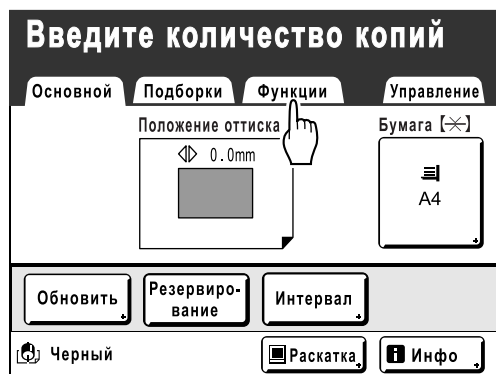 Введите количество копий
Основной Подборки Функции Управление
Положение оттиска Бумага【】
0.0mm
A4
Обновить Резервиро-
вание Интервал
Черный Раскатка Инфо